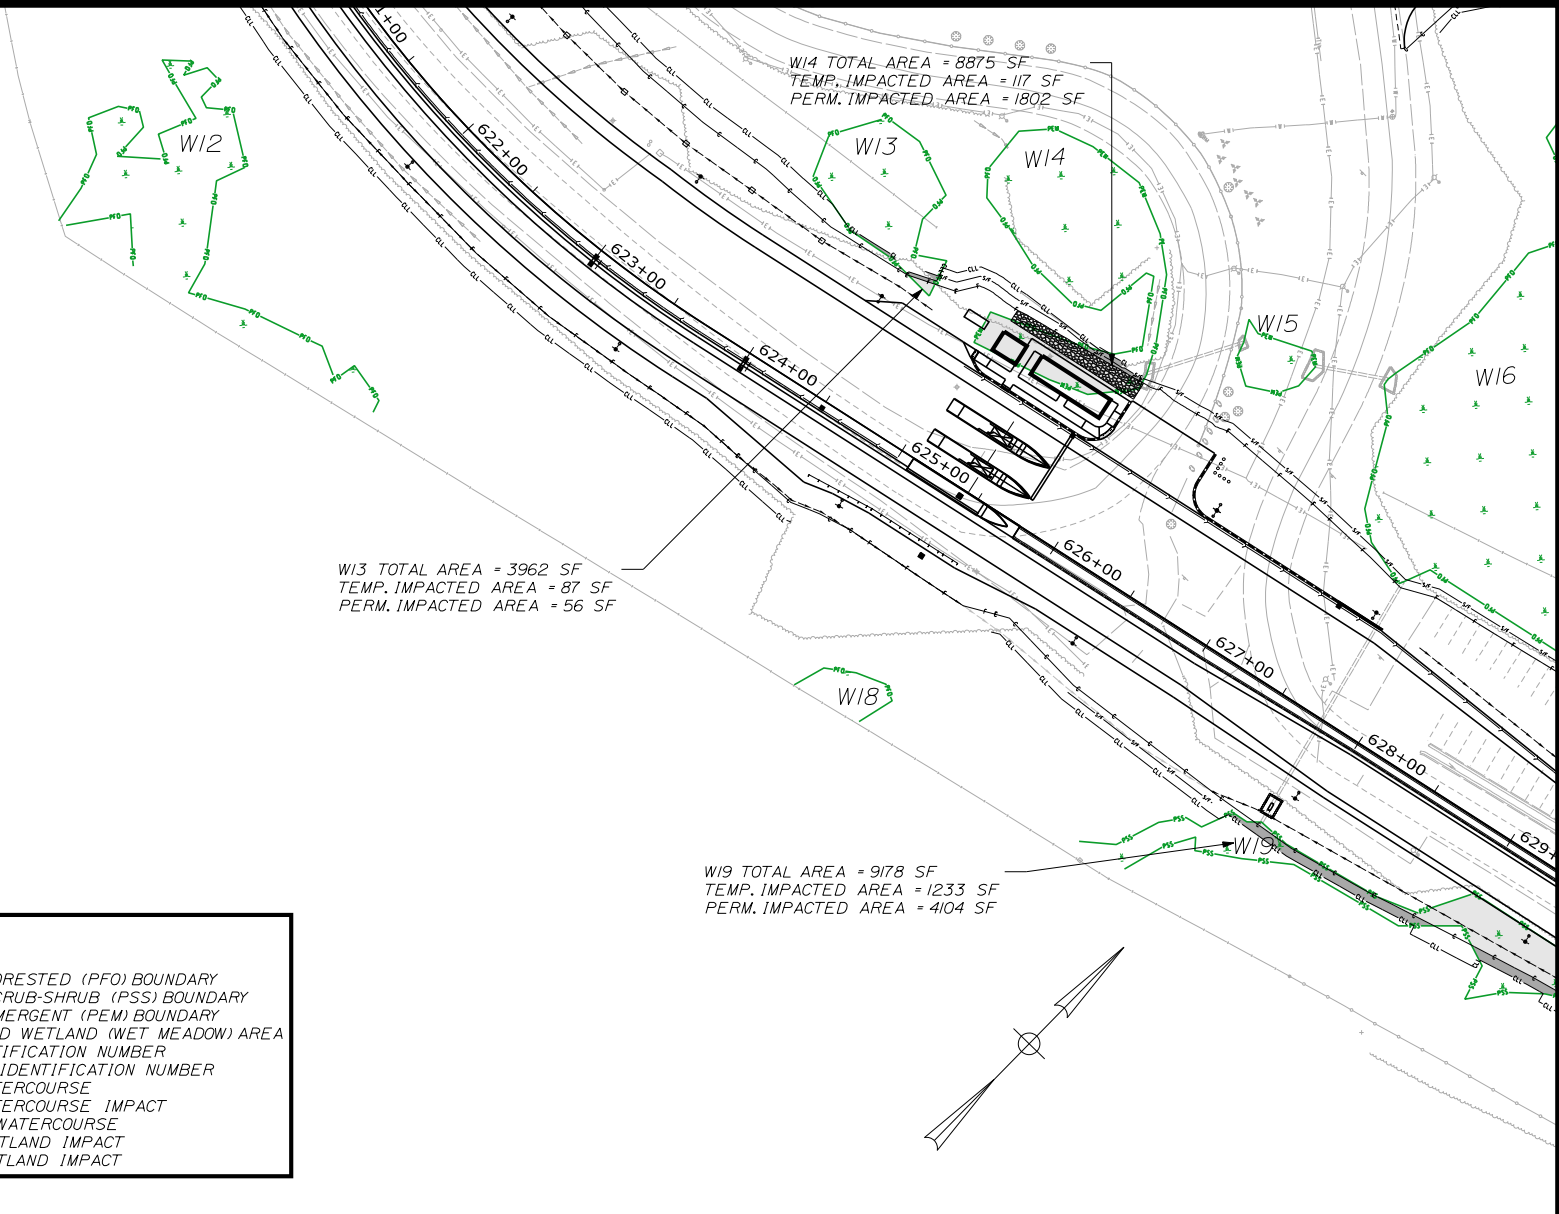 W14 TOTAL AREA = 8875 SF
TEMP. IMPACTED AREA = 117 SF
PERM. IMPACTED AREA = 1802 SF
W12
W13
W14
W15
W16
1+00
622+00
623+00
624+00
625+00
626+00
627+00
628+00
629+
W13 TOTAL AREA = 3962 SF
TEMP. IMPACTED AREA = 87 SF
PERM. IMPACTED AREA = 56 SF
W18
W19
W19 TOTAL AREA = 9178 SF
TEMP. IMPACTED AREA = 1233 SF
PERM. IMPACTED AREA = 4104 SF
ORESTED (PFO) BOUNDARY
CRUB-SHRUB (PSS) BOUNDARY
MERGENT (PEM) BOUNDARY
D WETLAND (WET MEADOW) AREA
TIFICATION NUMBER
IDENTIFICATION NUMBER
TERCOURSE
TERCOURSE IMPACT
WATERCOURSE
TLAND IMPACT
TLAND IMPACT